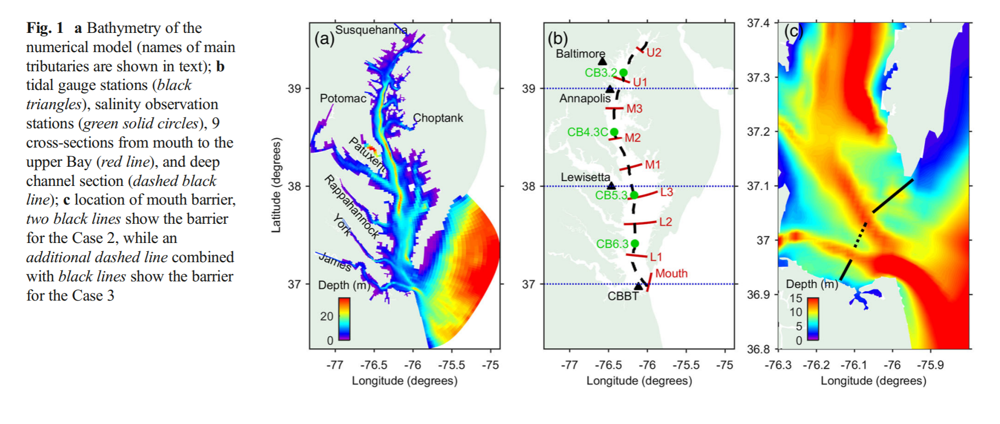 Fig. 1 a Bathymetry of the
numerical model (names of main
tributaries are shown in text); b
tidal gauge stations (black
triangles), salinity observation
stations (green solid circles), 9
cross-sections from mouth to the
upper Bay (red line), and deep
channel section (dashed black
line); c location of mouth barrier,
two black lines show the barrier
for the Case 2, while an
additional dashed line combined
with black lines show the barrier
for the Case 3
(a)
Susquehanna
Potomac
Choptank
Patuxent
Rappahannock
York
James
Depth (m)
20
0
39
38
37
Latitude (degrees)
-77 -76.5 -76 -75.5 -75
Longitude (degrees)
(b)
Baltimore
U2
CB3.2
U1
39
Annapolis
M3
CB4.3C
M2
M1
Lewisetta
38
CB5.3
L3
L2
CB6.3
L1
Mouth
37
CBBT
-77 -76.5 -76 -75.5 -75
Longitude (degrees)
(c)
37.4
37.3
37.2
37.1
37
36.9
36.8
Depth (m)
15
10
5
0
-76.3 -76.2 -76.1 -76 -75.9
Longitude (degrees)